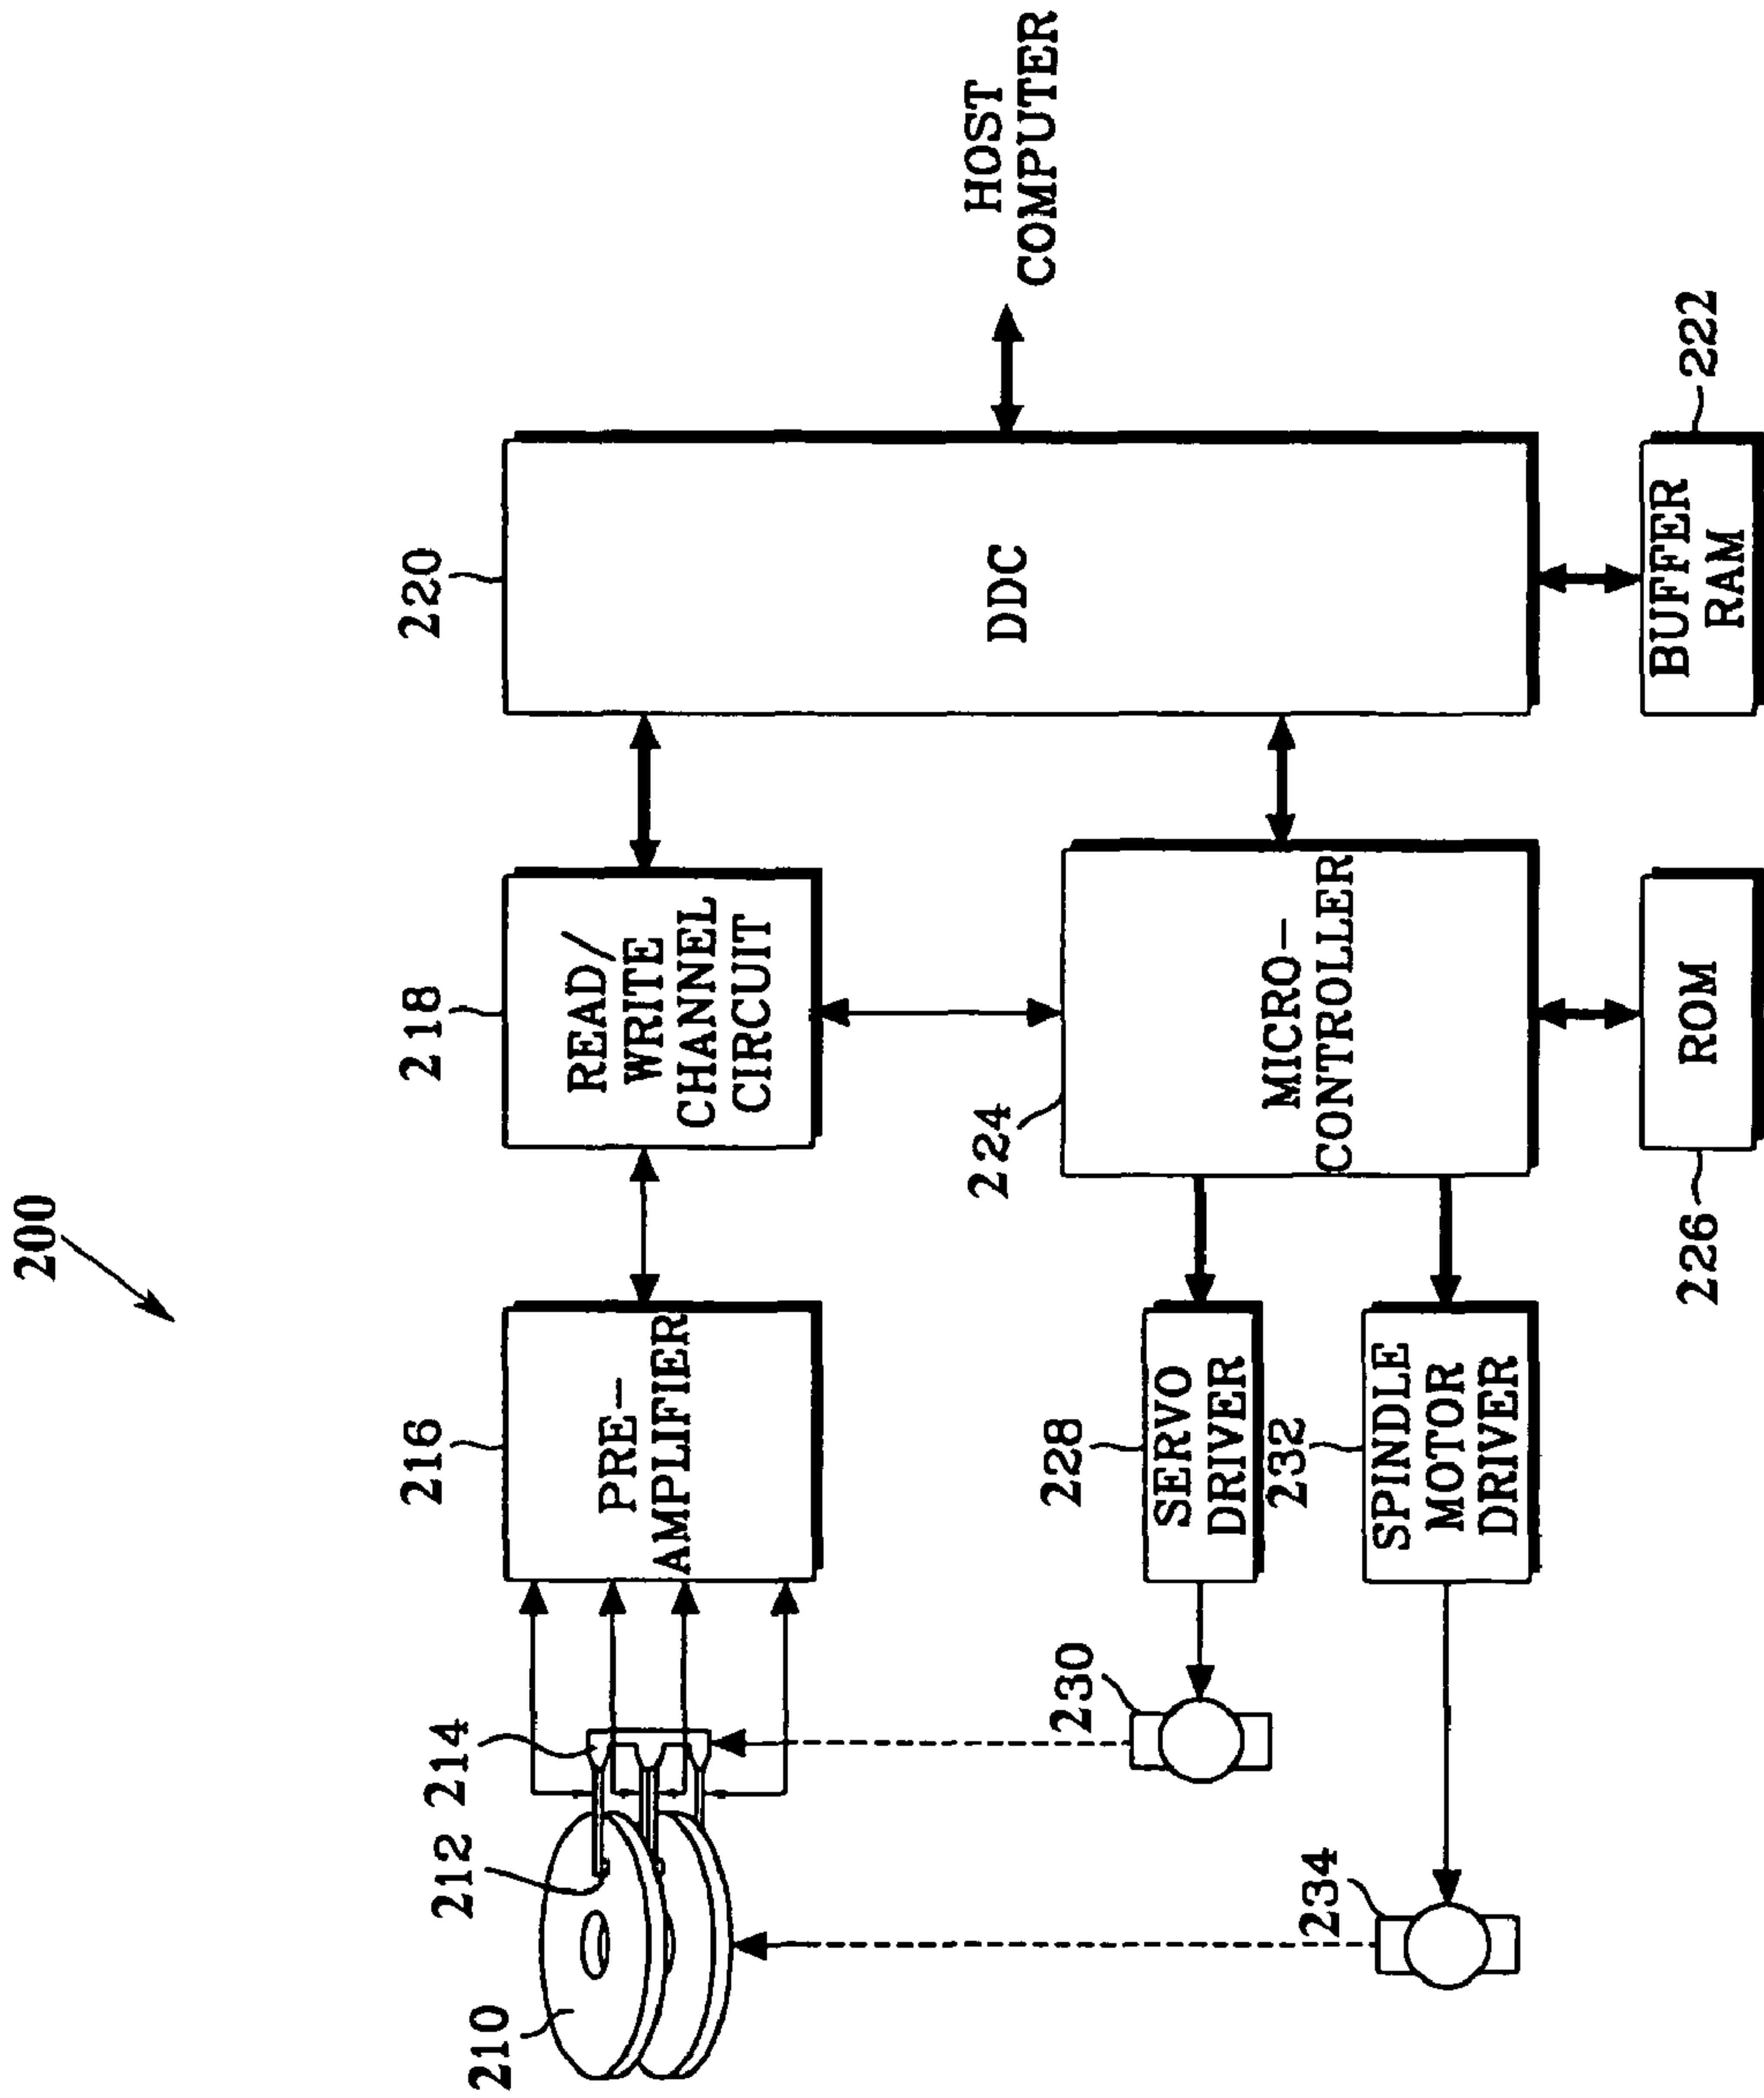 200
210
212
214
216
PRE-
AMPLIFIER
218
READ/
WRITE
CHANNEL
CIRCUIT
220
DDC
HOST
COMPUTER
224
MICRO-
CONTROLLER
228
SERVO
DRIVER
230
232
SPINDLE
MOTOR
DRIVER
234
226
ROM
222
BUFFER
RAM